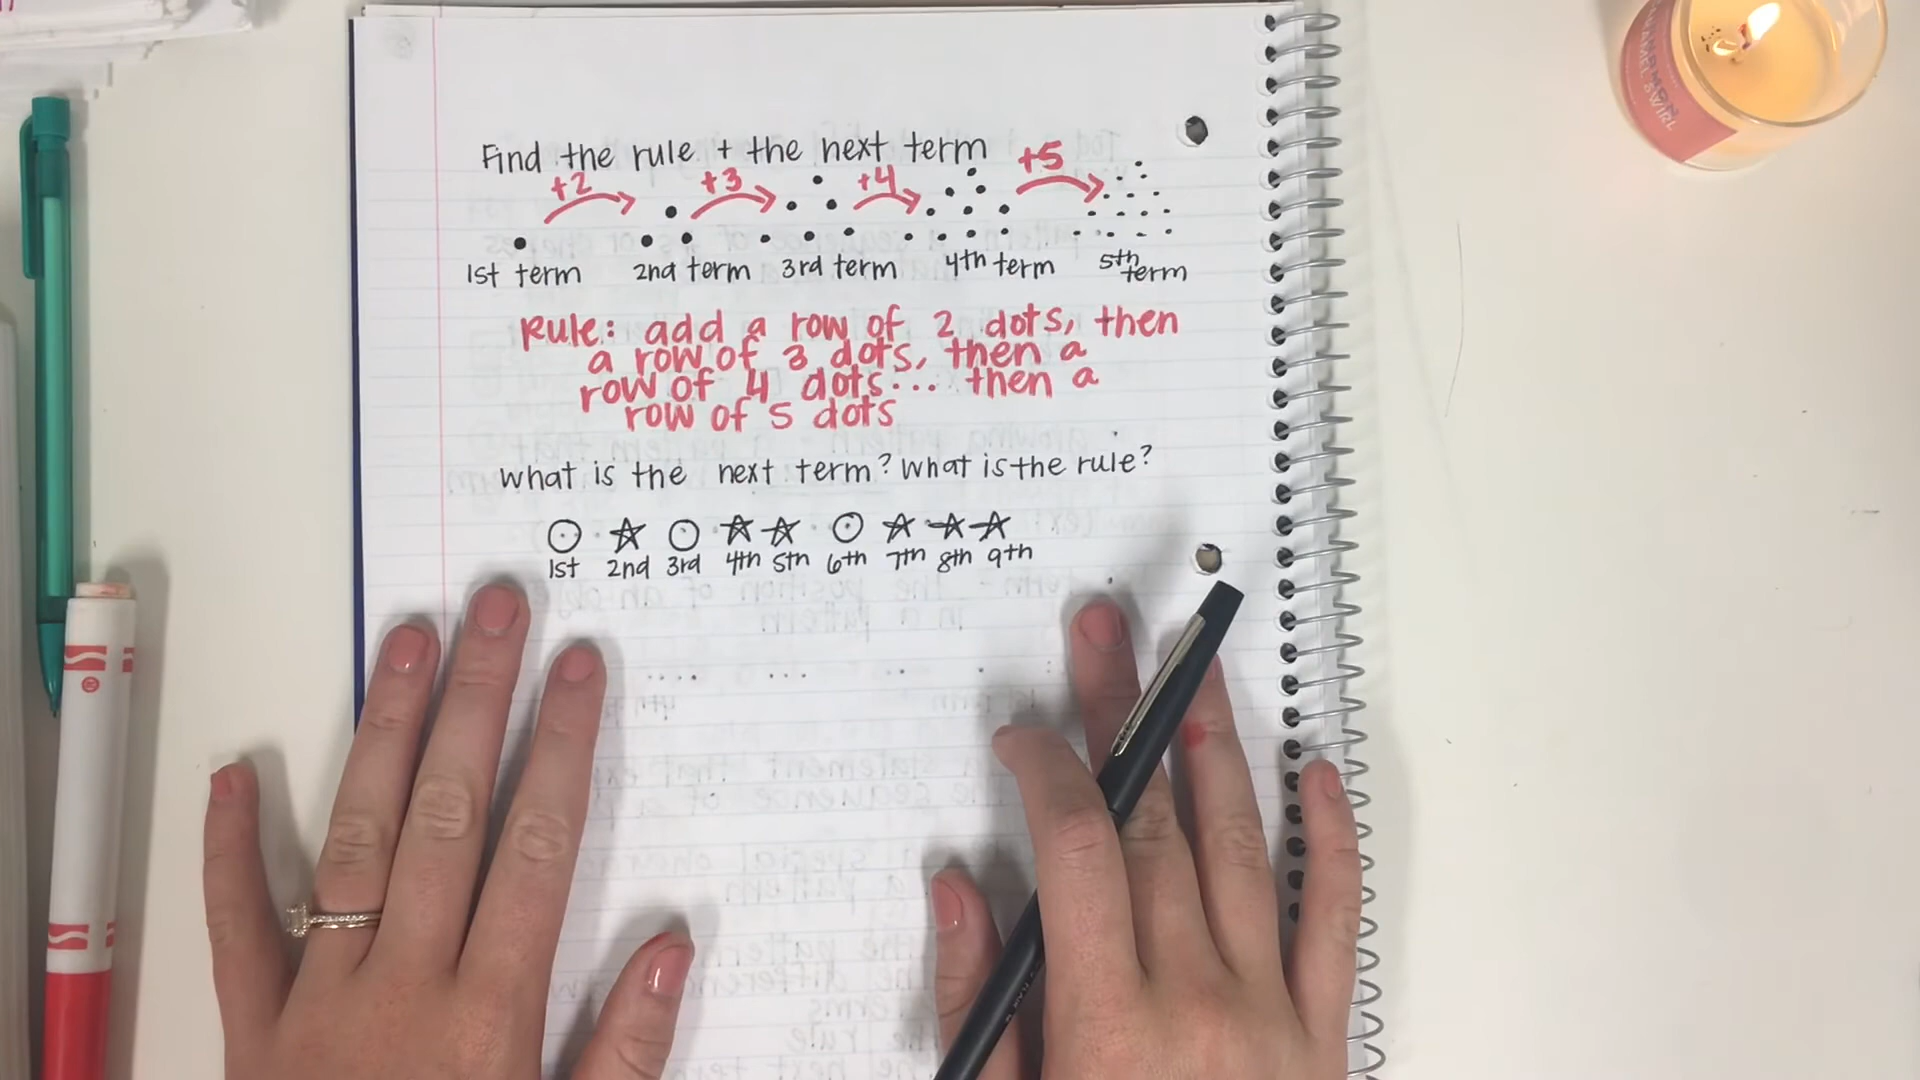 Find the rule + the next term
+2 +3 +4 +5
1st term 2nd term 3rd term 4th term 5th term
Rule: add a row of 2 dots, then
a row of 3 dots, then a
row of 4 dots... then a
row of 5 dots
What is the next term? What is the rule?
1st 2nd 3rd 4th 5th 6th 7th 8th 9th
CARAMEL SWIRL